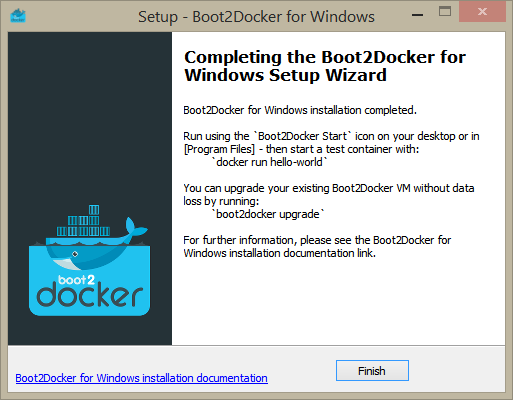 Setup - Boot2Docker for Windows
Completing the Boot2Docker for
Windows Setup Wizard
Boot2Docker for Windows installation completed.
Run using the `Boot2Docker Start` icon on your desktop or in
[Program Files] - then start a test container with:
`docker run hello-world`
You can upgrade your existing Boot2Docker VM without data
loss by running:
`boot2docker upgrade`
For further information, please see the Boot2Docker for
Windows installation documentation link.
boot2
docker
Boot2Docker for Windows installation documentation
Finish